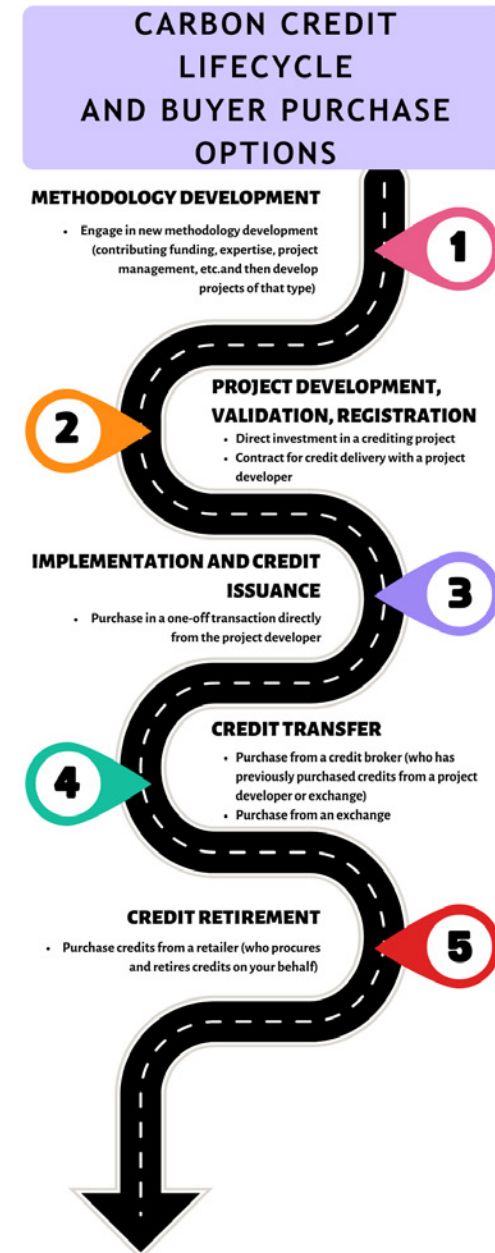 CARBON CREDIT
LIFECYCLE
AND BUYER PURCHASE
OPTIONS
METHODOLOGY DEVELOPMENT
• Engage in new methodology development
(contributing funding, expertise, project
management, etc.and then develop
projects of that type)
1
PROJECT DEVELOPMENT,
VALIDATION, REGISTRATION
• Direct investment in a crediting project
• Contract for credit delivery with a project
developer
2
IMPLEMENTATION AND CREDIT
ISSUANCE
• Purchase in a one-off transaction directly
from the project developer
3
CREDIT TRANSFER
• Purchase from a credit broker (who has
previously purchased credits from a project
developer or exchange)
• Purchase from an exchange
4
CREDIT RETIREMENT
• Purchase credits from a retailer (who procures
and retires credits on your behalf)
5